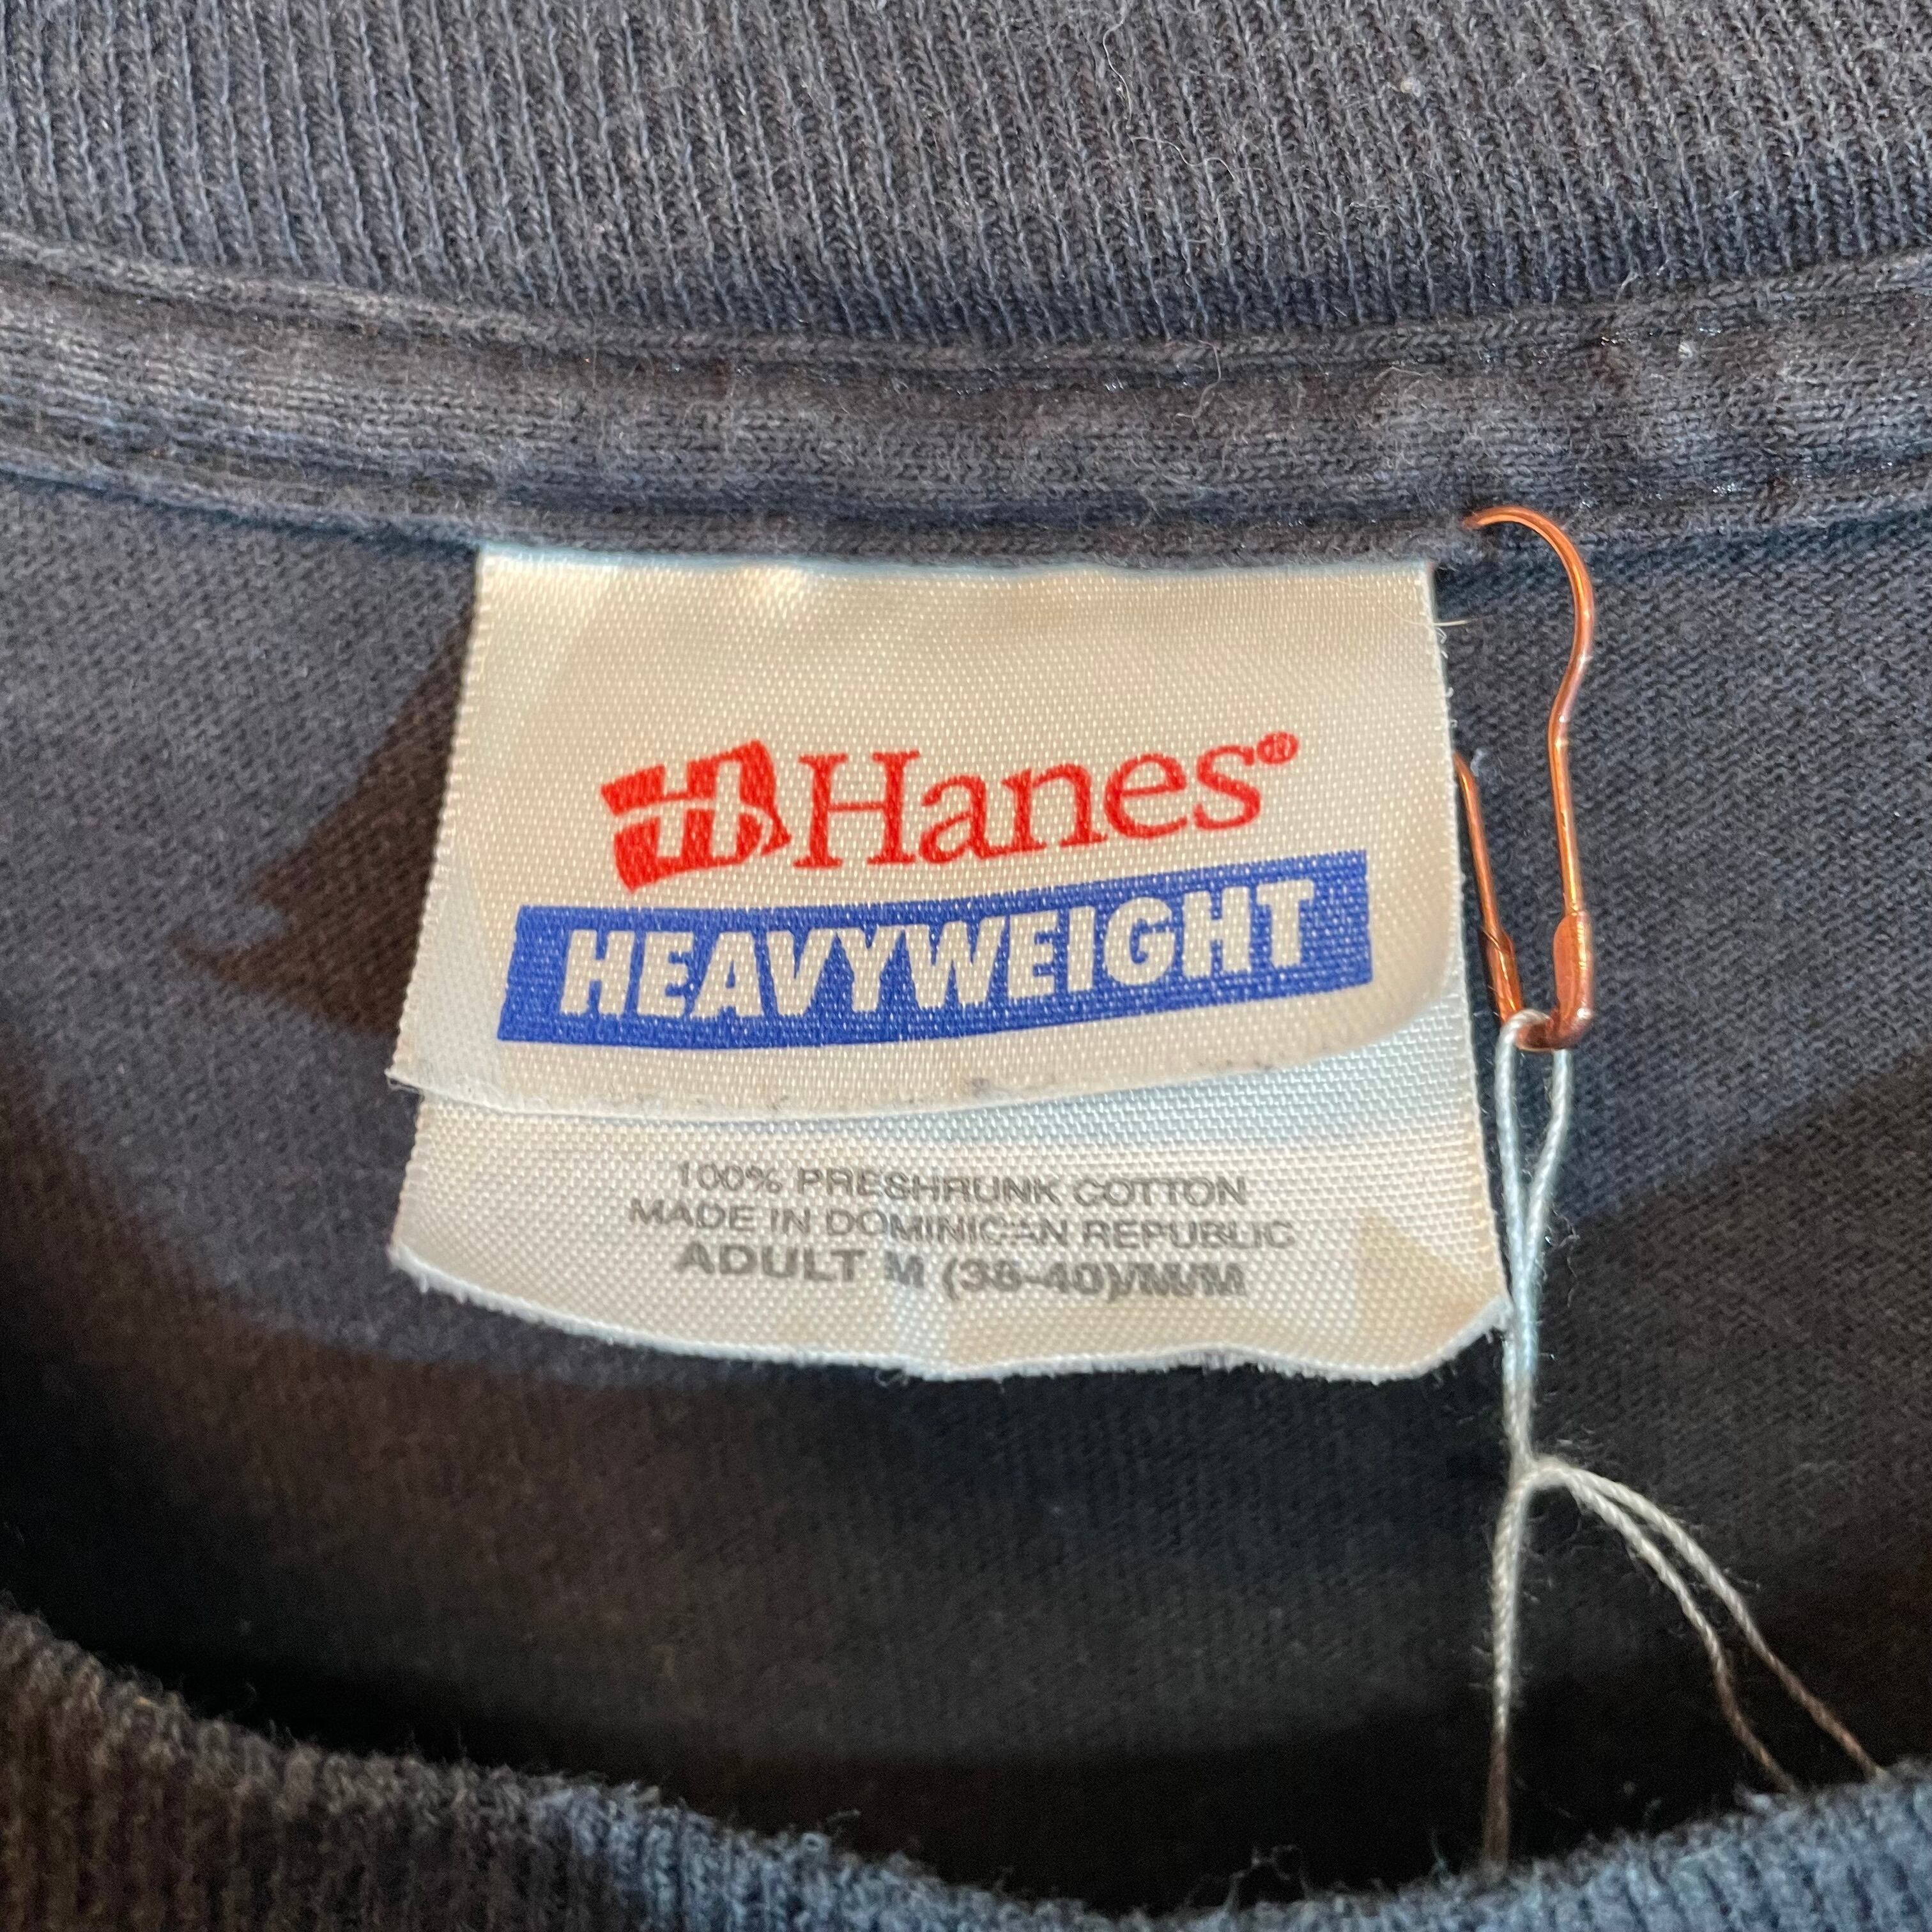 Hanes®
HEAVYWEIGHT
100% PRESHRUNK COTTON
MADE IN DOMINICAN REPUBLIC
ADULT M (38-40)/M/M